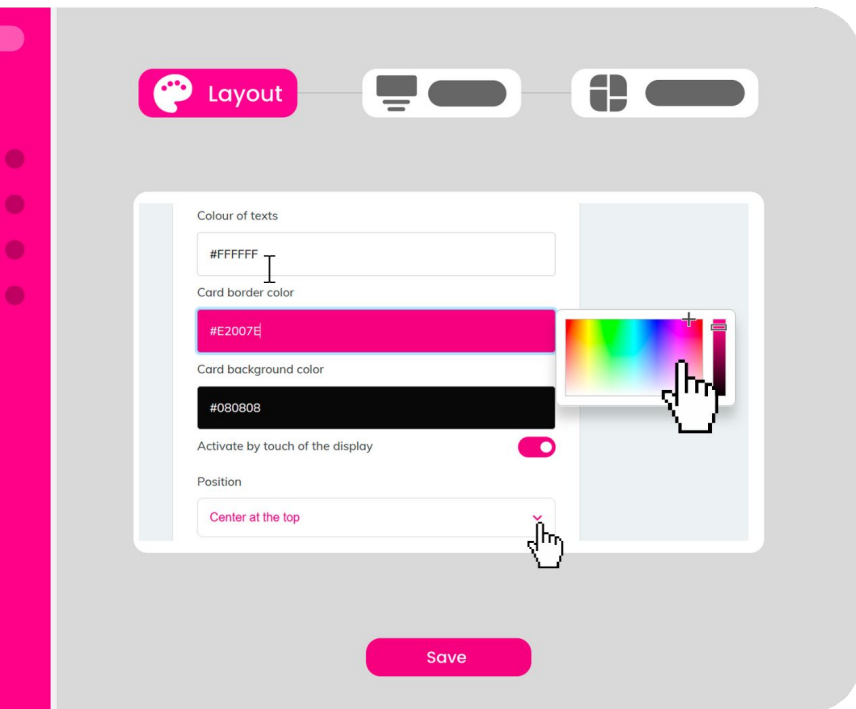 Layout
Colour of texts
#FFFFFF
Card border color
#E2007E
Card background color
#080808
Activate by touch of the display
Position
Center at the top
Save